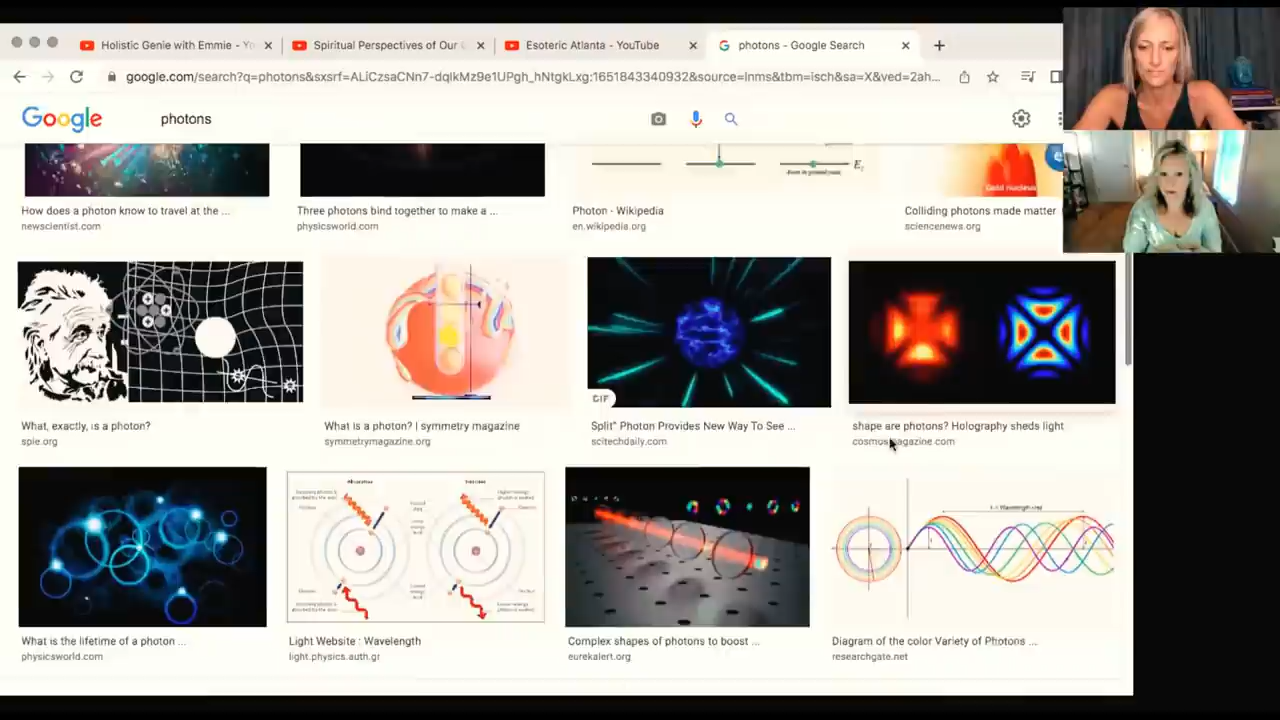 Holistic Genie with Emmie - Yo
Spiritual Perspectives of Our
Esoteric Atlanta - YouTube
photons - Google Search
google.com/search?q=photons&sxsrf=ALiCzsaCNn7-dqlkMz9e1UPgh_hNtgkLxg:1651843340932&source=lnms&tbm=isch&sa=X&ved=2ah...
Google
photons
E₁
Gold nucleus
How does a photon know to travel at the ...
Three photons bind together to make a ...
Photon - Wikipedia
Colliding photons made matter
newscientist.com
physicsworld.com
en.wikipedia.org
sciencenews.org
GIF
What, exactly, is a photon?
What is a photon? | symmetry magazine
Split" Photon Provides New Way To See ...
shape are photons? Holography sheds light
spie.org
symmetrymagazine.org
scitechdaily.com
cosmosmagazine.com
What is the lifetime of a photon ...
Light Website : Wavelength
Complex shapes of photons to boost ...
Diagram of the color Variety of Photons ...
physicsworld.com
light.physics.auth.gr
eurekalert.org
researchgate.net